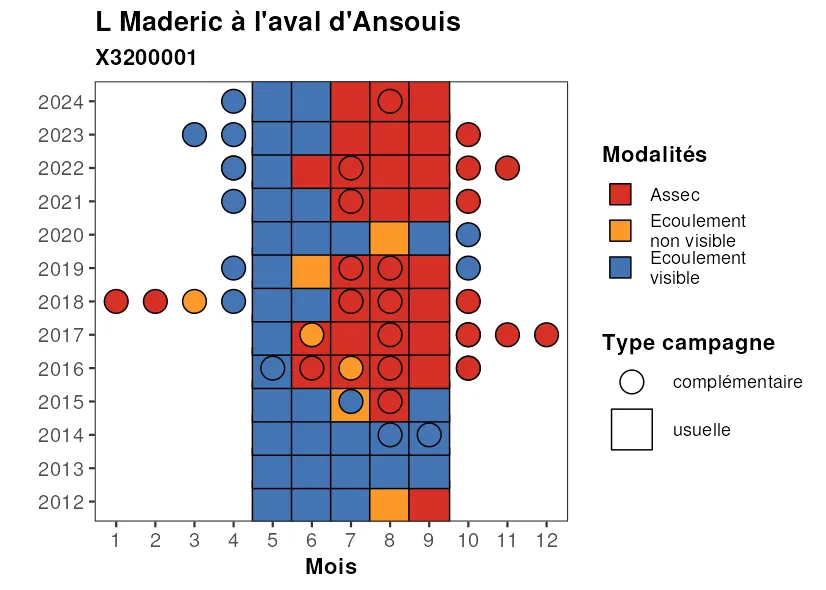 L Maderic à l'aval d'Ansouis
X3200001
2024
2023
2022
2021
2020
2019
2018
2017
2016
2015
2014
2013
2012
1 2 3 4 5 6 7 8 9 10 11 12
Mois
Modalités
Assec
Ecoulement
non visible
Ecoulement
visible
Type campagne
complémentaire
usuelle